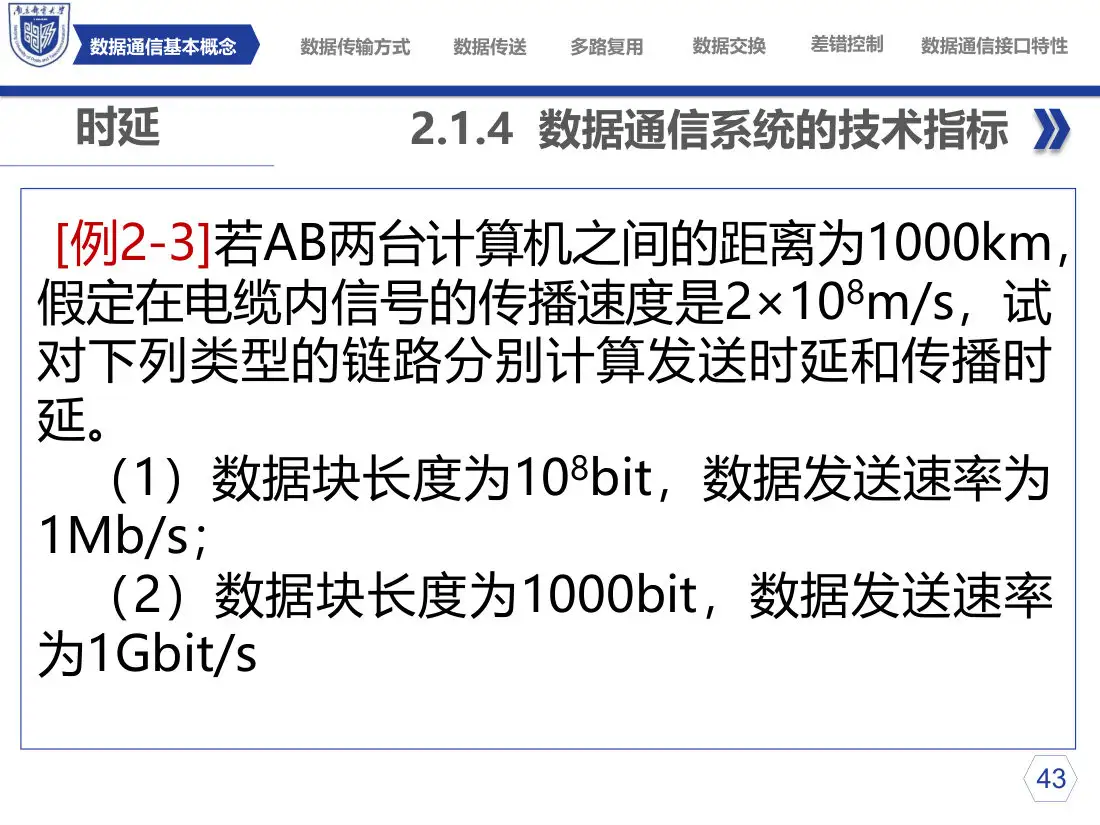 南京邮电大学
数据通信基本概念 数据传输方式 数据传送 多路复用 数据交换 差错控制 数据通信接口特性
时延 2.1.4 数据通信系统的技术指标
[例2-3]若AB两台计算机之间的距离为1000km，
假定在电缆内信号的传播速度是2×10⁸m/s，试
对下列类型的链路分别计算发送时延和传播时
延。
（1）数据块长度为10⁸bit，数据发送速率为
1Mb/s；
（2）数据块长度为1000bit，数据发送速率
为1Gbit/s
43